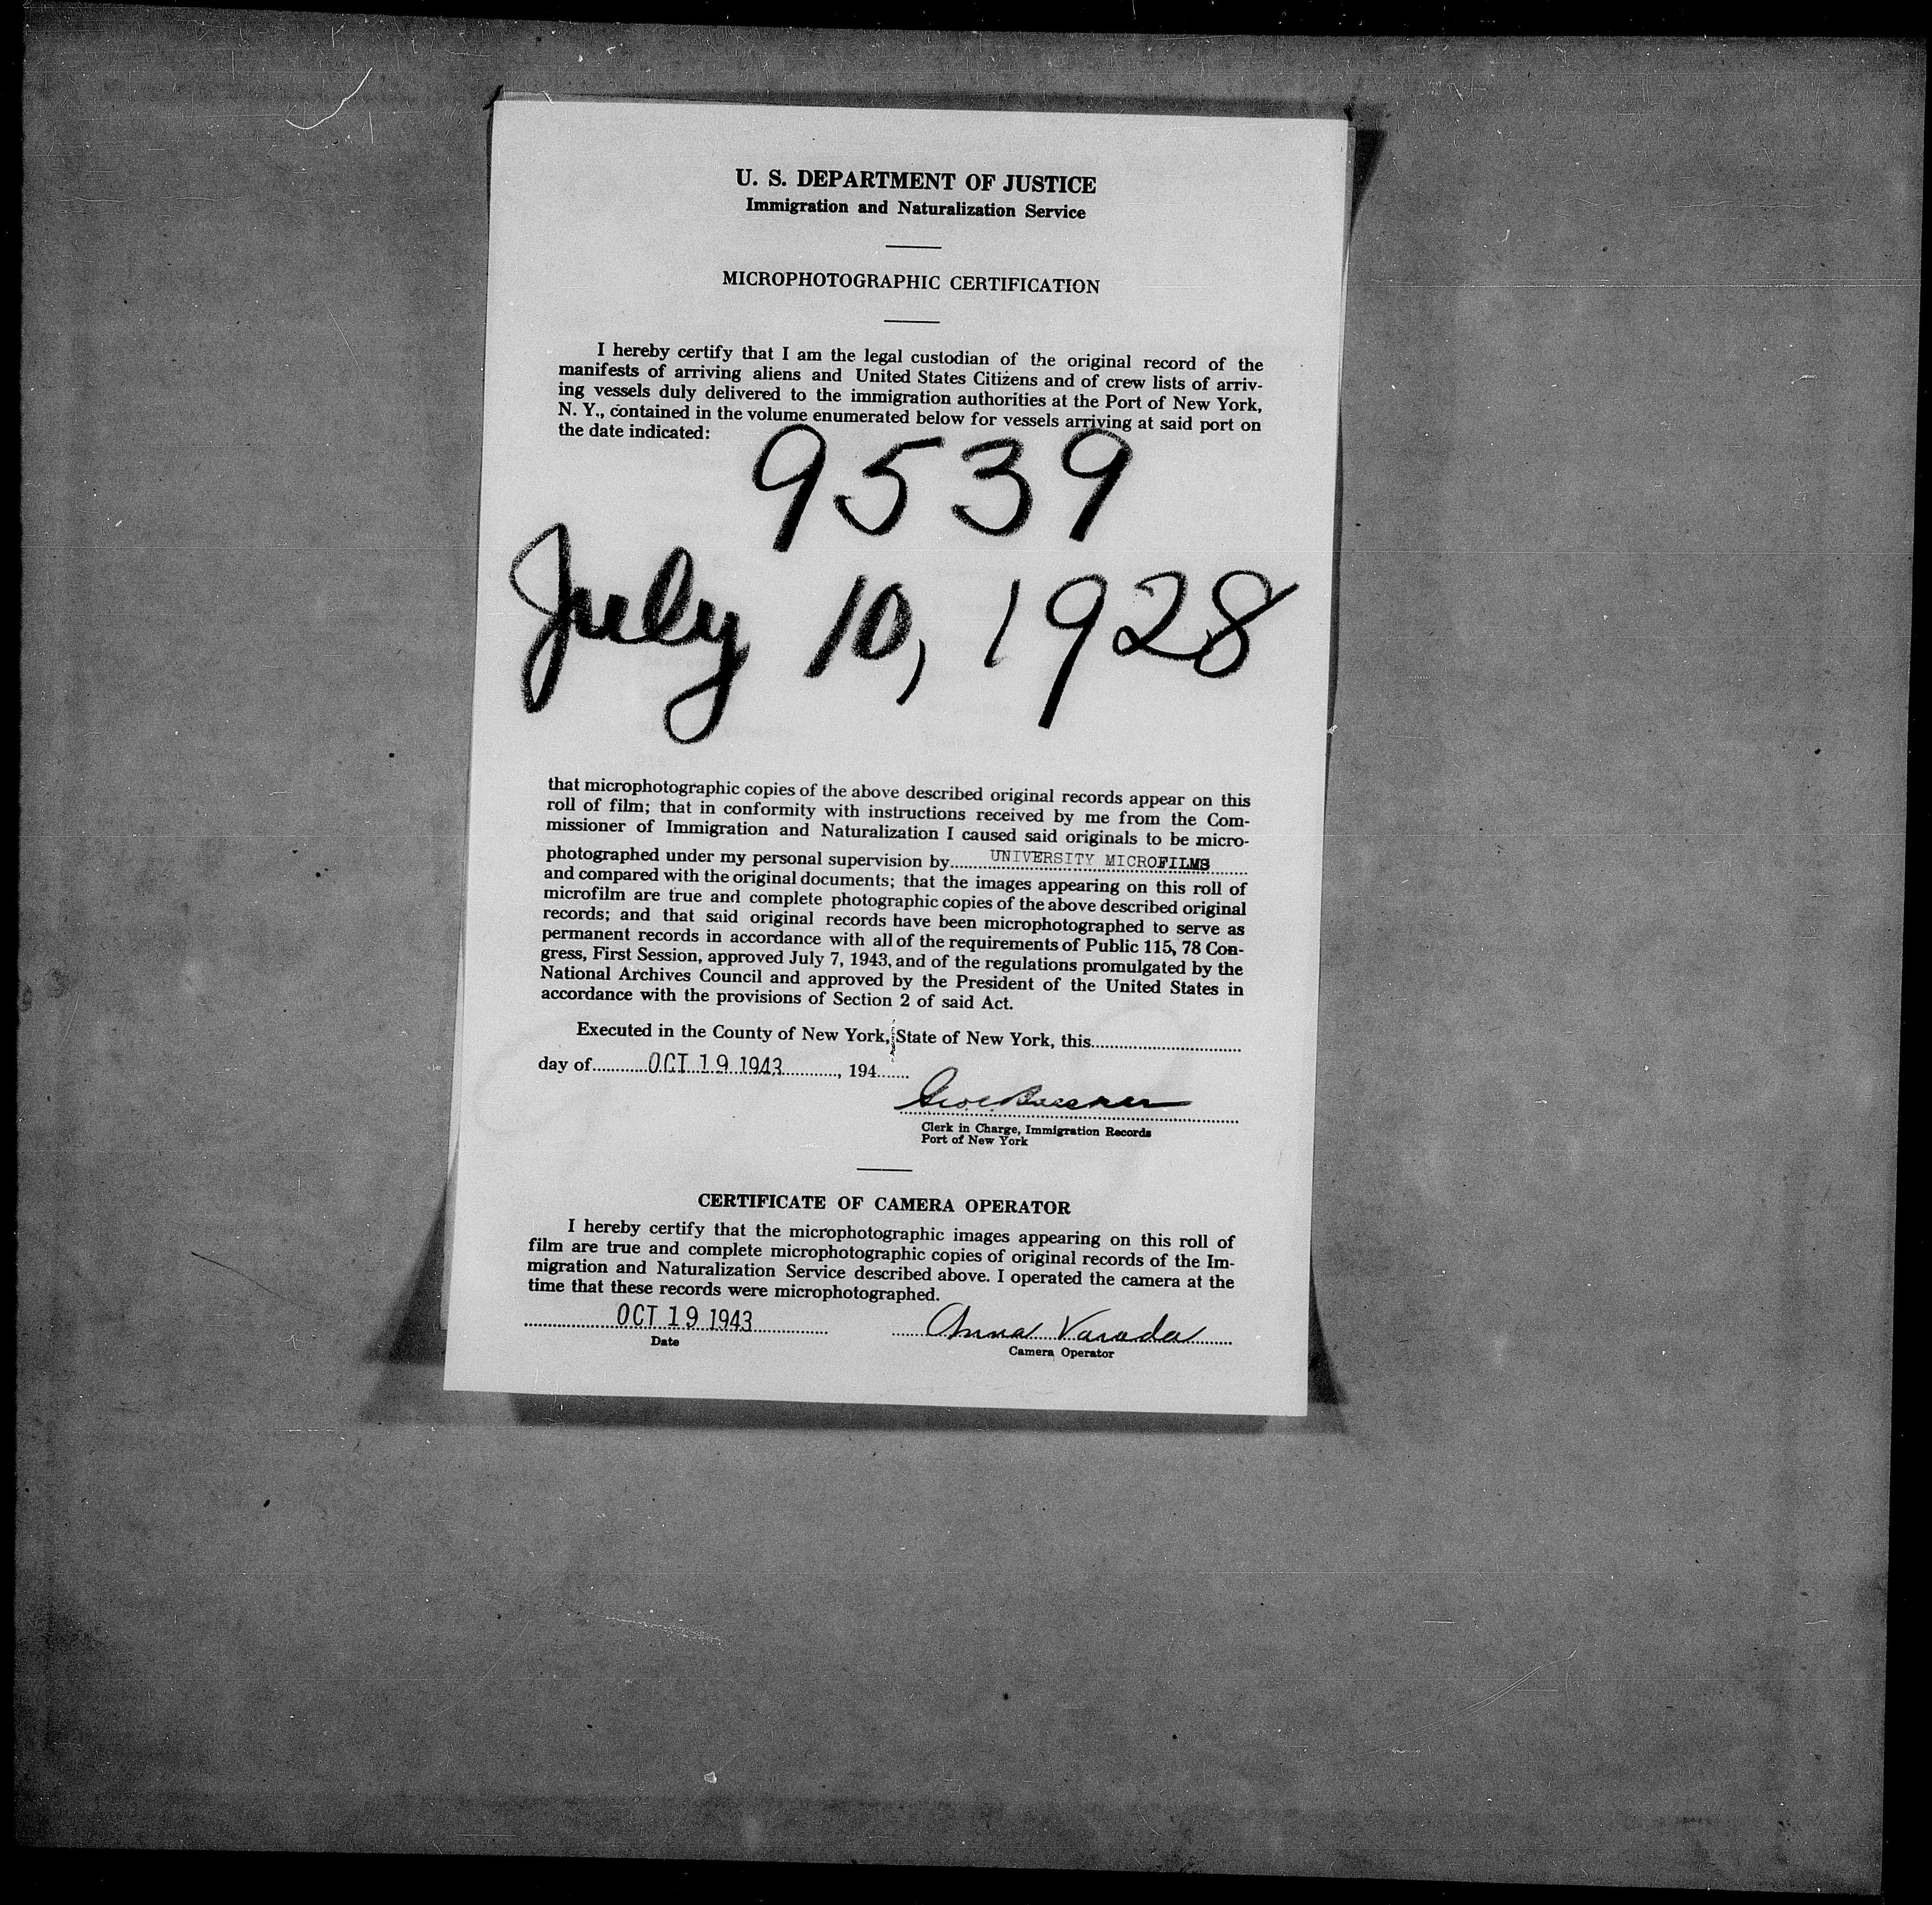 U. S. DEPARTMENT OF JUSTICE
Immigration and Naturalization Service
MICROPHOTOGRAPHIC CERTIFICATION
I hereby certify that I am the legal custodian of the original record of the
manifests of arriving aliens and United States Citizens and of crew lists of arriv-
ing vessels duly delivered to the immigration authorities at the Port of New York,
N. Y., contained in the volume enumerated below for vessels arriving at said port on
the date indicated:
9539
July 10, 1928
that microphotographic copies of the above described original records appear on this
roll of film; that in conformity with instructions received by me from the Com-
missioner of Immigration and Naturalization I caused said originals to be micro-
photographed under my personal supervision by UNIVERSITY MICROFILMS
and compared with the original documents; that the images appearing on this roll of
microfilm are true and complete photographic copies of the above described original
records; and that said original records have been microphotographed to serve as
permanent records in accordance with all of the requirements of Public 115, 78 Con-
gress, First Session, approved July 7, 1943, and of the regulations promulgated by the
National Archives Council and approved by the President of the United States in
accordance with the provisions of Section 2 of said Act.
Executed in the County of New York, State of New York, this
day of OCT 19 1943, 194
Clerk in Charge, Immigration Records
Port of New York
CERTIFICATE OF CAMERA OPERATOR
I hereby certify that the microphotographic images appearing on this roll of
film are true and complete microphotographic copies of original records of the Im-
migration and Naturalization Service described above. I operated the camera at the
time that these records were microphotographed.
OCT 19 1943 Anna Varada
Date Camera Operator